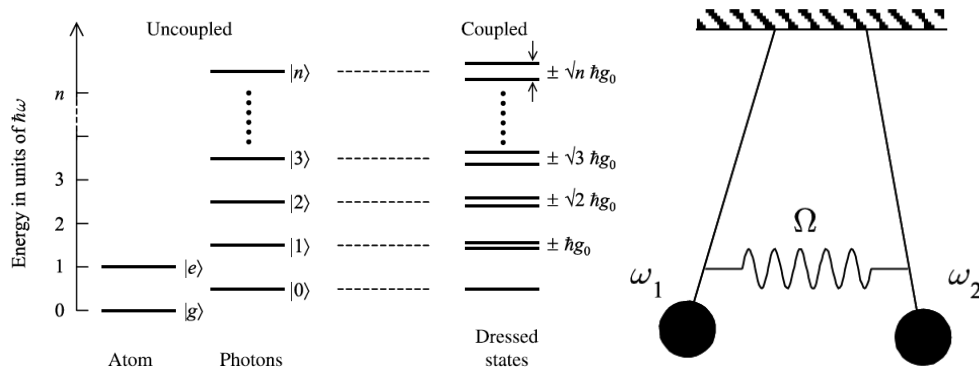 Uncoupled
Coupled
Energy in units of ℏω
n
3
2
1
0
|e⟩
|g⟩
|n⟩
|3⟩
|2⟩
|1⟩
|0⟩
± √n ℏg₀
± √3 ℏg₀
± √2 ℏg₀
± ℏg₀
Atom
Photons
Dressed
states
Ω
ω₁
ω₂